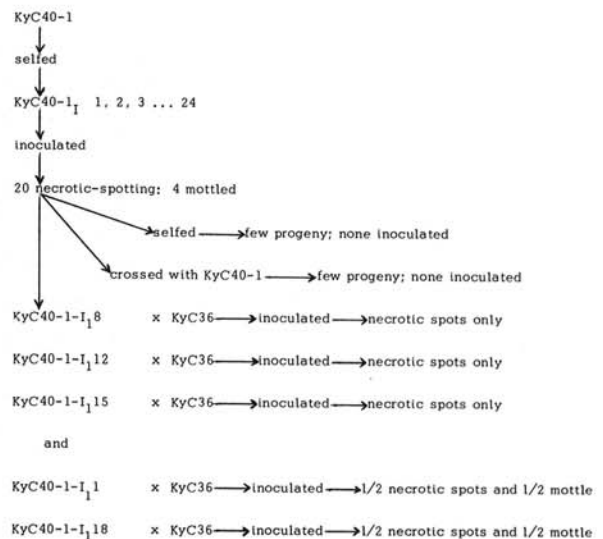 KyC40-1
selfed
KyC40-1I 1, 2, 3 ... 24
inoculated
20 necrotic-spotting: 4 mottled
selfed few progeny; none inoculated
crossed with KyC40-1 few progeny; none inoculated
KyC40-1-I18 x KyC36 inoculated necrotic spots only
KyC40-1-I112 x KyC36 inoculated necrotic spots only
KyC40-1-I115 x KyC36 inoculated necrotic spots only
and
KyC40-1-I11 x KyC36 inoculated 1/2 necrotic spots and 1/2 mottle
KyC40-1-I118 x KyC36 inoculated 1/2 necrotic spots and 1/2 mottle